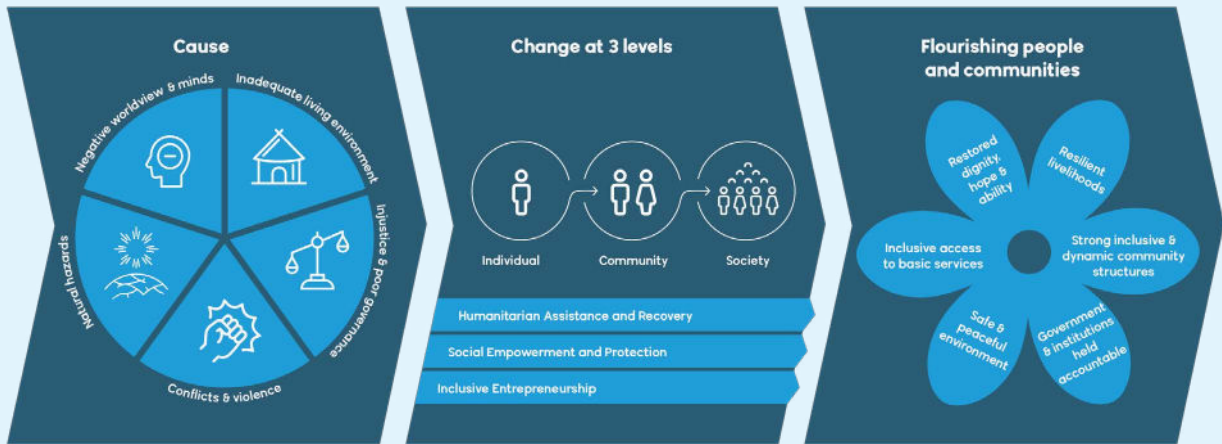 Cause
Negative worldview & minds
Inadequate living environment
Injustice & poor governance
Conflicts & violence
Natural hazards
Change at 3 levels
Individual
Community
Society
Humanitarian Assistance and Recovery
Social Empowerment and Protection
Inclusive Entrepreneurship
Flourishing people
and communities
Restored
dignity,
hope &
ability
Resilient
livelihoods
Inclusive access
to basic services
Strong inclusive &
dynamic community
structures
Safe &
peaceful
environment
Government
& institutions
held
accountable